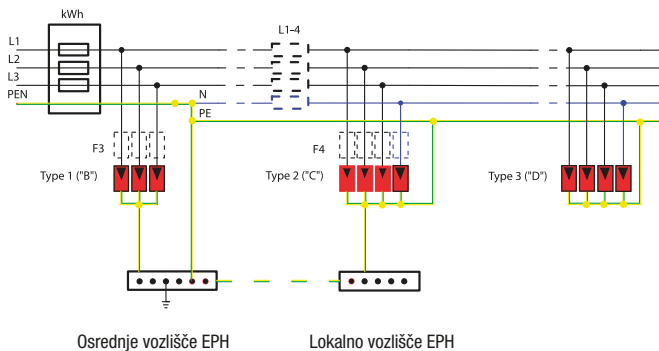 kWh
L1-4
L1
L2
L3
PEN
N
PE
F3
F4
Type 1 ("B")
Type 2 ("C")
Type 3 ("D")
Osrednje vozlišče EPH
Lokalno vozlišče EPH